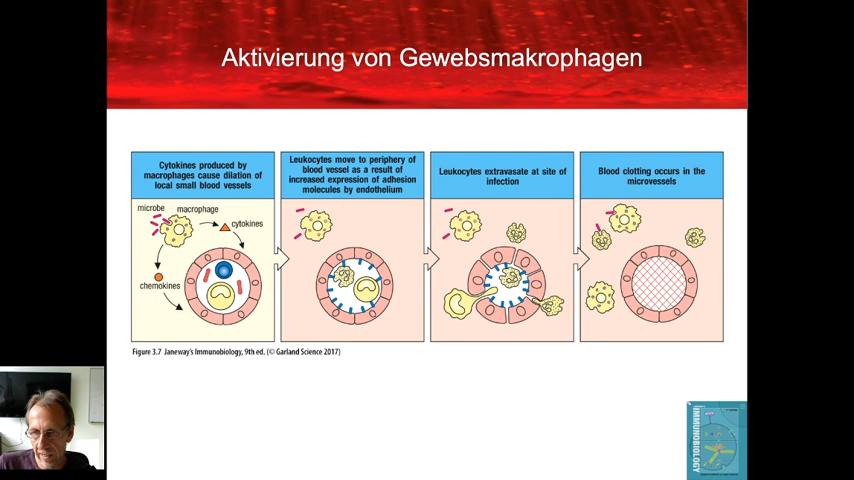 Aktivierung von Gewebsmakrophagen
Cytokines produced by
macrophages cause dilation of
local small blood vessels
Leukocytes move to periphery of
blood vessel as a result of
increased expression of adhesion
molecules by endothelium
Leukocytes extravasate at site of
infection
Blood clotting occurs in the
microvessels
microbe
macrophage
cytokines
chemokines
Figure 3.7 Janeway's Immunobiology, 9th ed. (© Garland Science 2017)
IMMUNOBIOLOGY